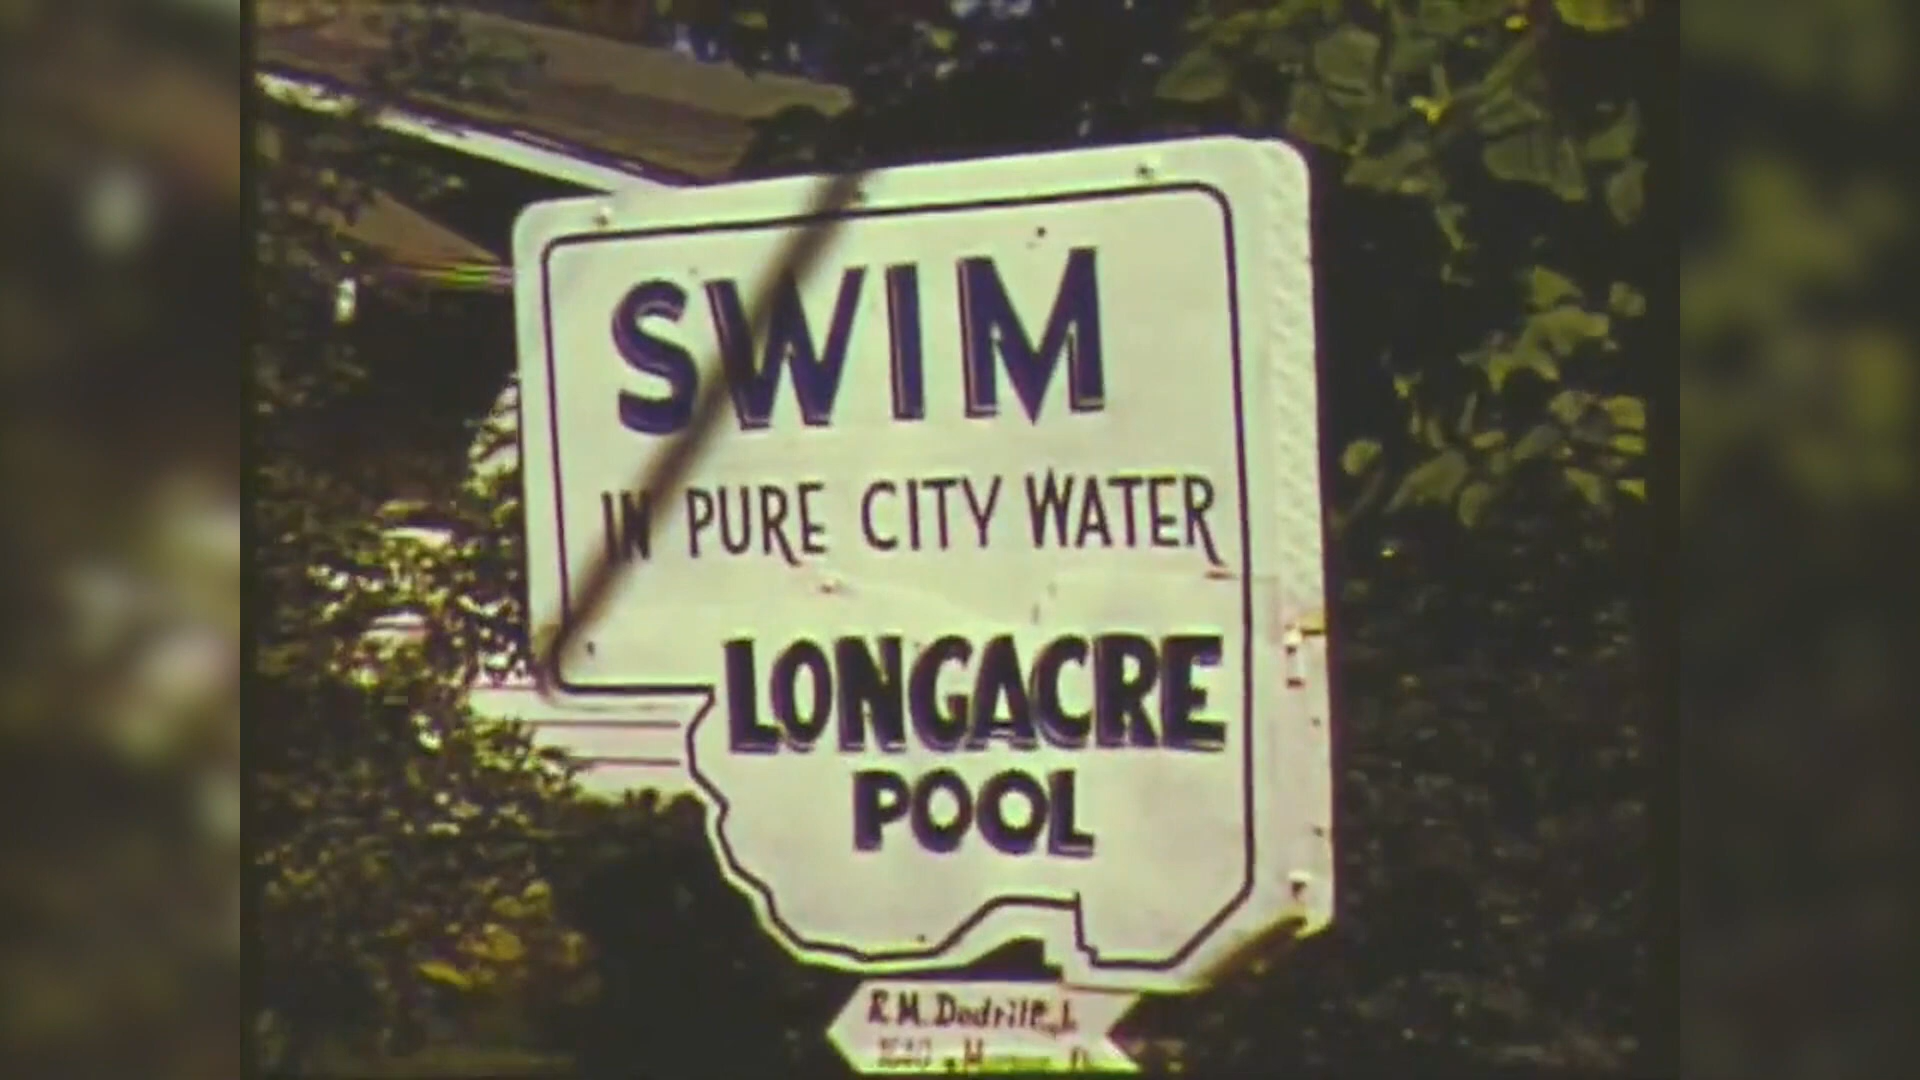 SWIM
IN PURE CITY WATER
LONGACRE
POOL
R.M. Dodrill